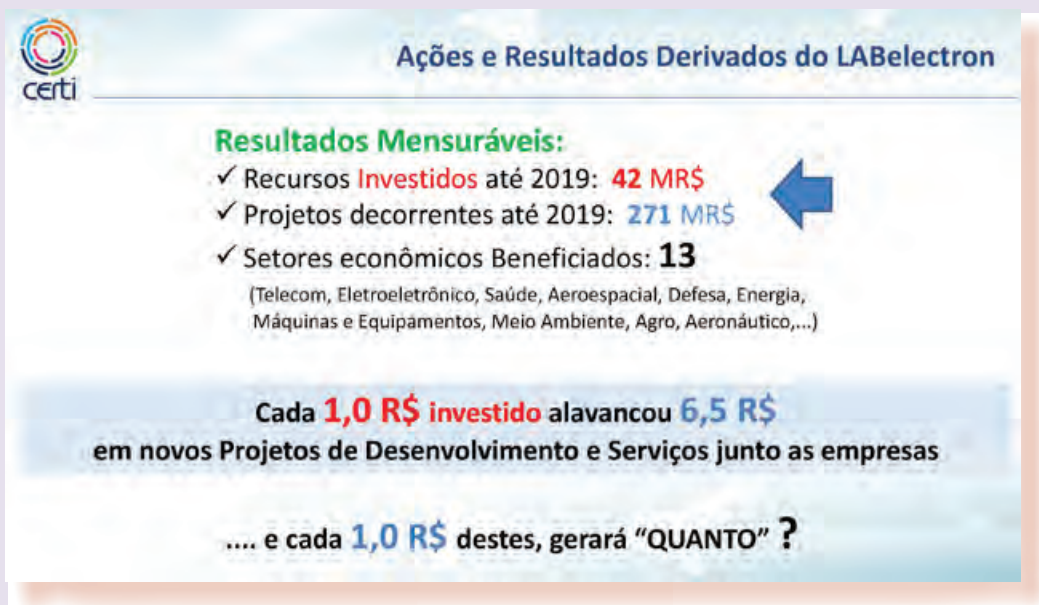 certi
Ações e Resultados Derivados do LABelectron
Resultados Mensuráveis:
✓ Recursos Investidos até 2019: 42 MR$
✓ Projetos decorrentes até 2019: 271 MR$
✓ Setores econômicos Beneficiados: 13
(Telecom, Eletroeletrônico, Saúde, Aeroespacial, Defesa, Energia,
Máquinas e Equipamentos, Meio Ambiente, Agro, Aeronáutico,...)
Cada 1,0 R$ investido alavancou 6,5 R$
em novos Projetos de Desenvolvimento e Serviços junto as empresas
.... e cada 1,0 R$ destes, gerará “QUANTO” ?